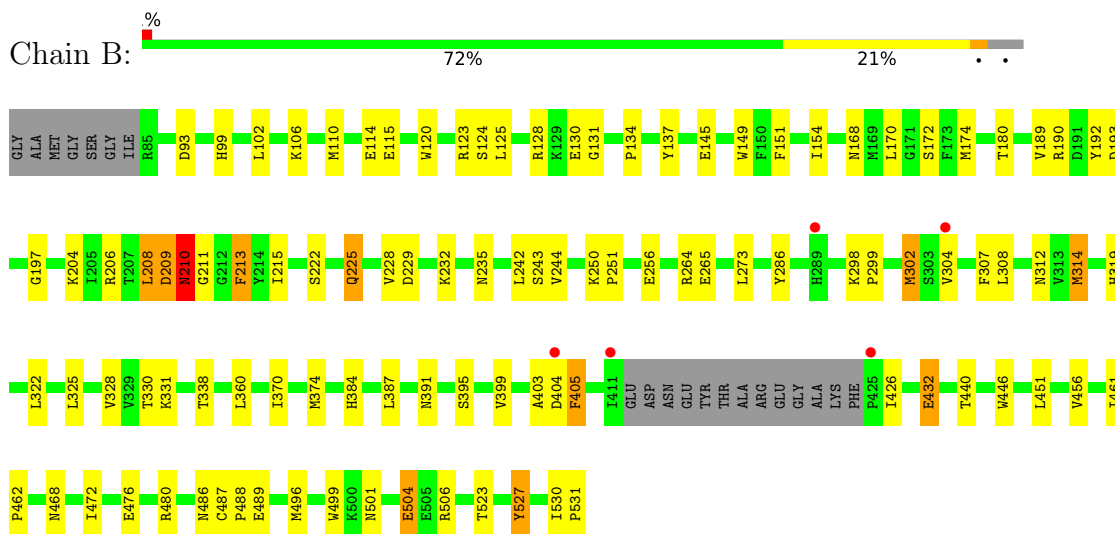 %
Chain B:
72% 21% • •
GLY ALA MET GLY SER GLY ILE R85 D93 H99 L102 K106 M110 E114 E115 W120 R123 S124 L125 R128 K129 E130 G131 P134 Y137 E145 W149 F150 F151 I154 N168 M169 L170 G171 S172 F173 M174 T180 V189 R190 D191 Y192
G197 K204 I205 R206 T207 L208 D209 N210 G211 G212 F213 Y214 I215 S222 Q225 V228 D229 K232 N235 L242 S243 V244 K250 P251 E256 R264 E265 L273 Y286 H289 K298 P299 M302 S303 V304 F307 L308 N312 V313 M314 H319
L322 L325 V328 V329 T330 K331 T338 L360 I370 M374 H384 L387 N391 S395 V399 A403 D404 F405 I411 GLU ASP ASN GLU TYR THR ALA ARG GLU GLY ALA LYS PHE P425 I426 E432 T440 W446 L451 V456 I461
P462 N468 I472 E476 R480 N486 C487 P488 E489 M496 W499 K500 N501 E504 E505 R506 T523 Y527 I530 P531